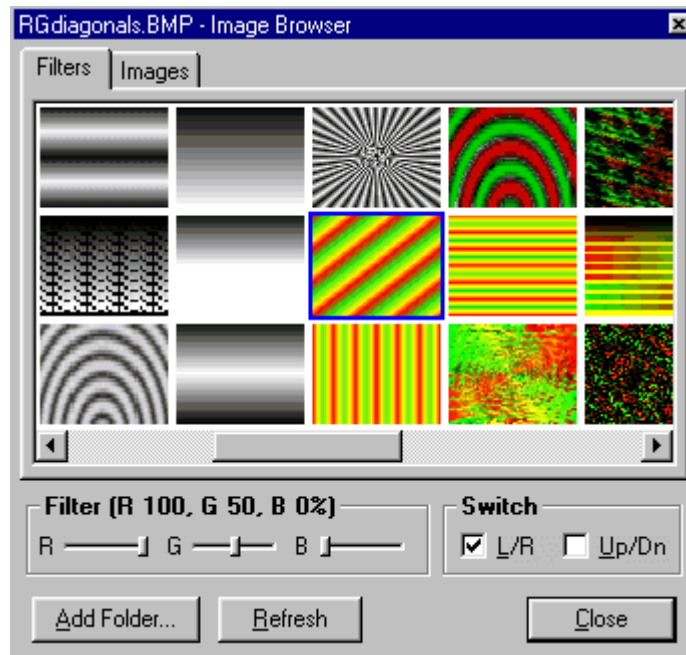 RGdiagonals.BMP - Image Browser
Filters Images
Filter (R 100, G 50, B 0%) Switch
R G B L/R Up/Dn
Add Folder... Refresh Close